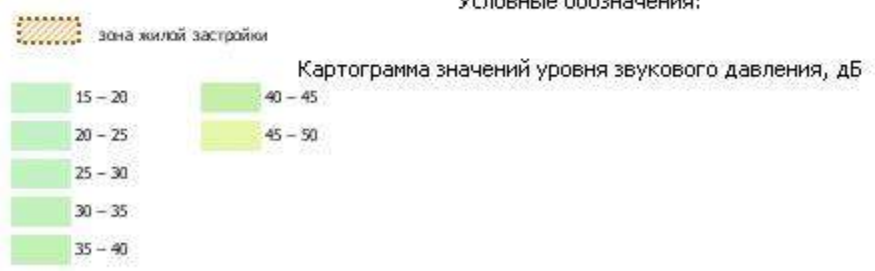 Условные обозначения:
зона жилой застройки
Картограмма значений уровня звукового давления, дБ
15 – 20
40 – 45
20 – 25
45 – 50
25 – 30
30 – 35
35 – 40